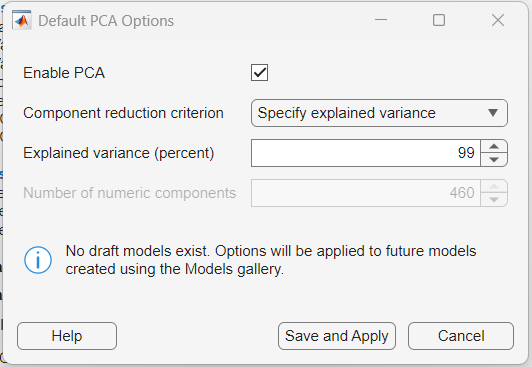 Default PCA Options
Enable PCA
Component reduction criterion
Specify explained variance
Explained variance (percent)
99
Number of numeric components
460
No draft models exist. Options will be applied to future models
created using the Models gallery.
Help
Save and Apply
Cancel